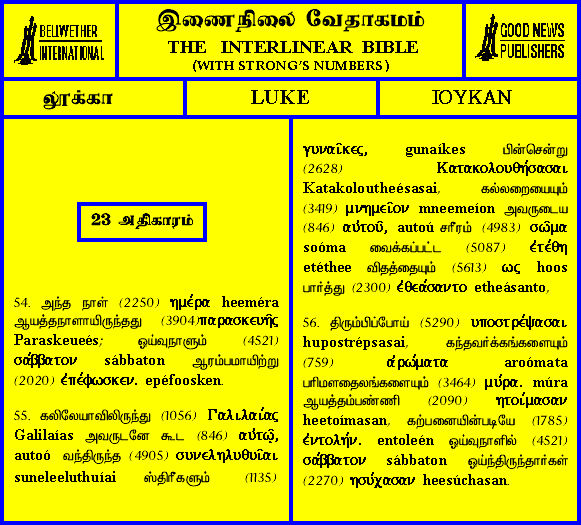 BELLWETHER
INTERNATIONAL
இணைநிலை வேதாகமம்
THE INTERLINEAR BIBLE
(WITH STRONG'S NUMBERS)
GOOD NEWS
PUBLISHERS
லூக்கா
LUKE
ΙΟΥΚΑΝ
23 அதிகாரம்
54. அந்த நாள் (2250) ημέρα heeméra
ஆயத்தநாளாயிருந்தது (3904)παρασκευῆς
Paraskeueés; ஓய்வுநாளும் (4521)
σάββατον sábbaton ஆரம்பமாயிற்று
(2020) ἐπέφωσκεν. epéfoosken.
55. கலிலேயாவிலிருந்து (1056) Γαλιλαίας
Galilaías அவருடனே கூட (846) αὐτῷ,
autoó வந்திருந்த (4905) συνεληλυθυῖαι
suneleeluthuíai ஸ்திரீகளும் (1135)
γυναῖκες, gunaíkes பின்சென்று
(2628) Κατακολουθήσασαι
Katakoloutheésasai, கல்லறையையும்
(3419) μνημεῖον mneemeíon அவருடைய
(846) αὐτοῦ, autoú சரீரம் (4983) σῶμα
soóma வைக்கப்பட்ட (5087) ἐτέθη
etéthee விதத்தையும் (5613) ως hoos
பார்த்து (2300) ἐθεάσαντο etheásanto,
56. திரும்பிப்போய் (5290) υποστρέψασαι
hupostrépsasai, கந்தவர்க்கங்களையும்
(759) ἀρώματα aroómata
பரிமளதைலங்களையும் (3464) μύρα. múra
ஆயத்தம்பண்ணி (2090) ητοίμασαν
heetoímasan, கற்பனையின்படியே (1785)
ἐντολήν. entoleén ஓய்வுநாளில் (4521)
σάββατον sábbaton ஓய்ந்திருந்தார்கள்
(2270) ησύχασαν heesúchasan.